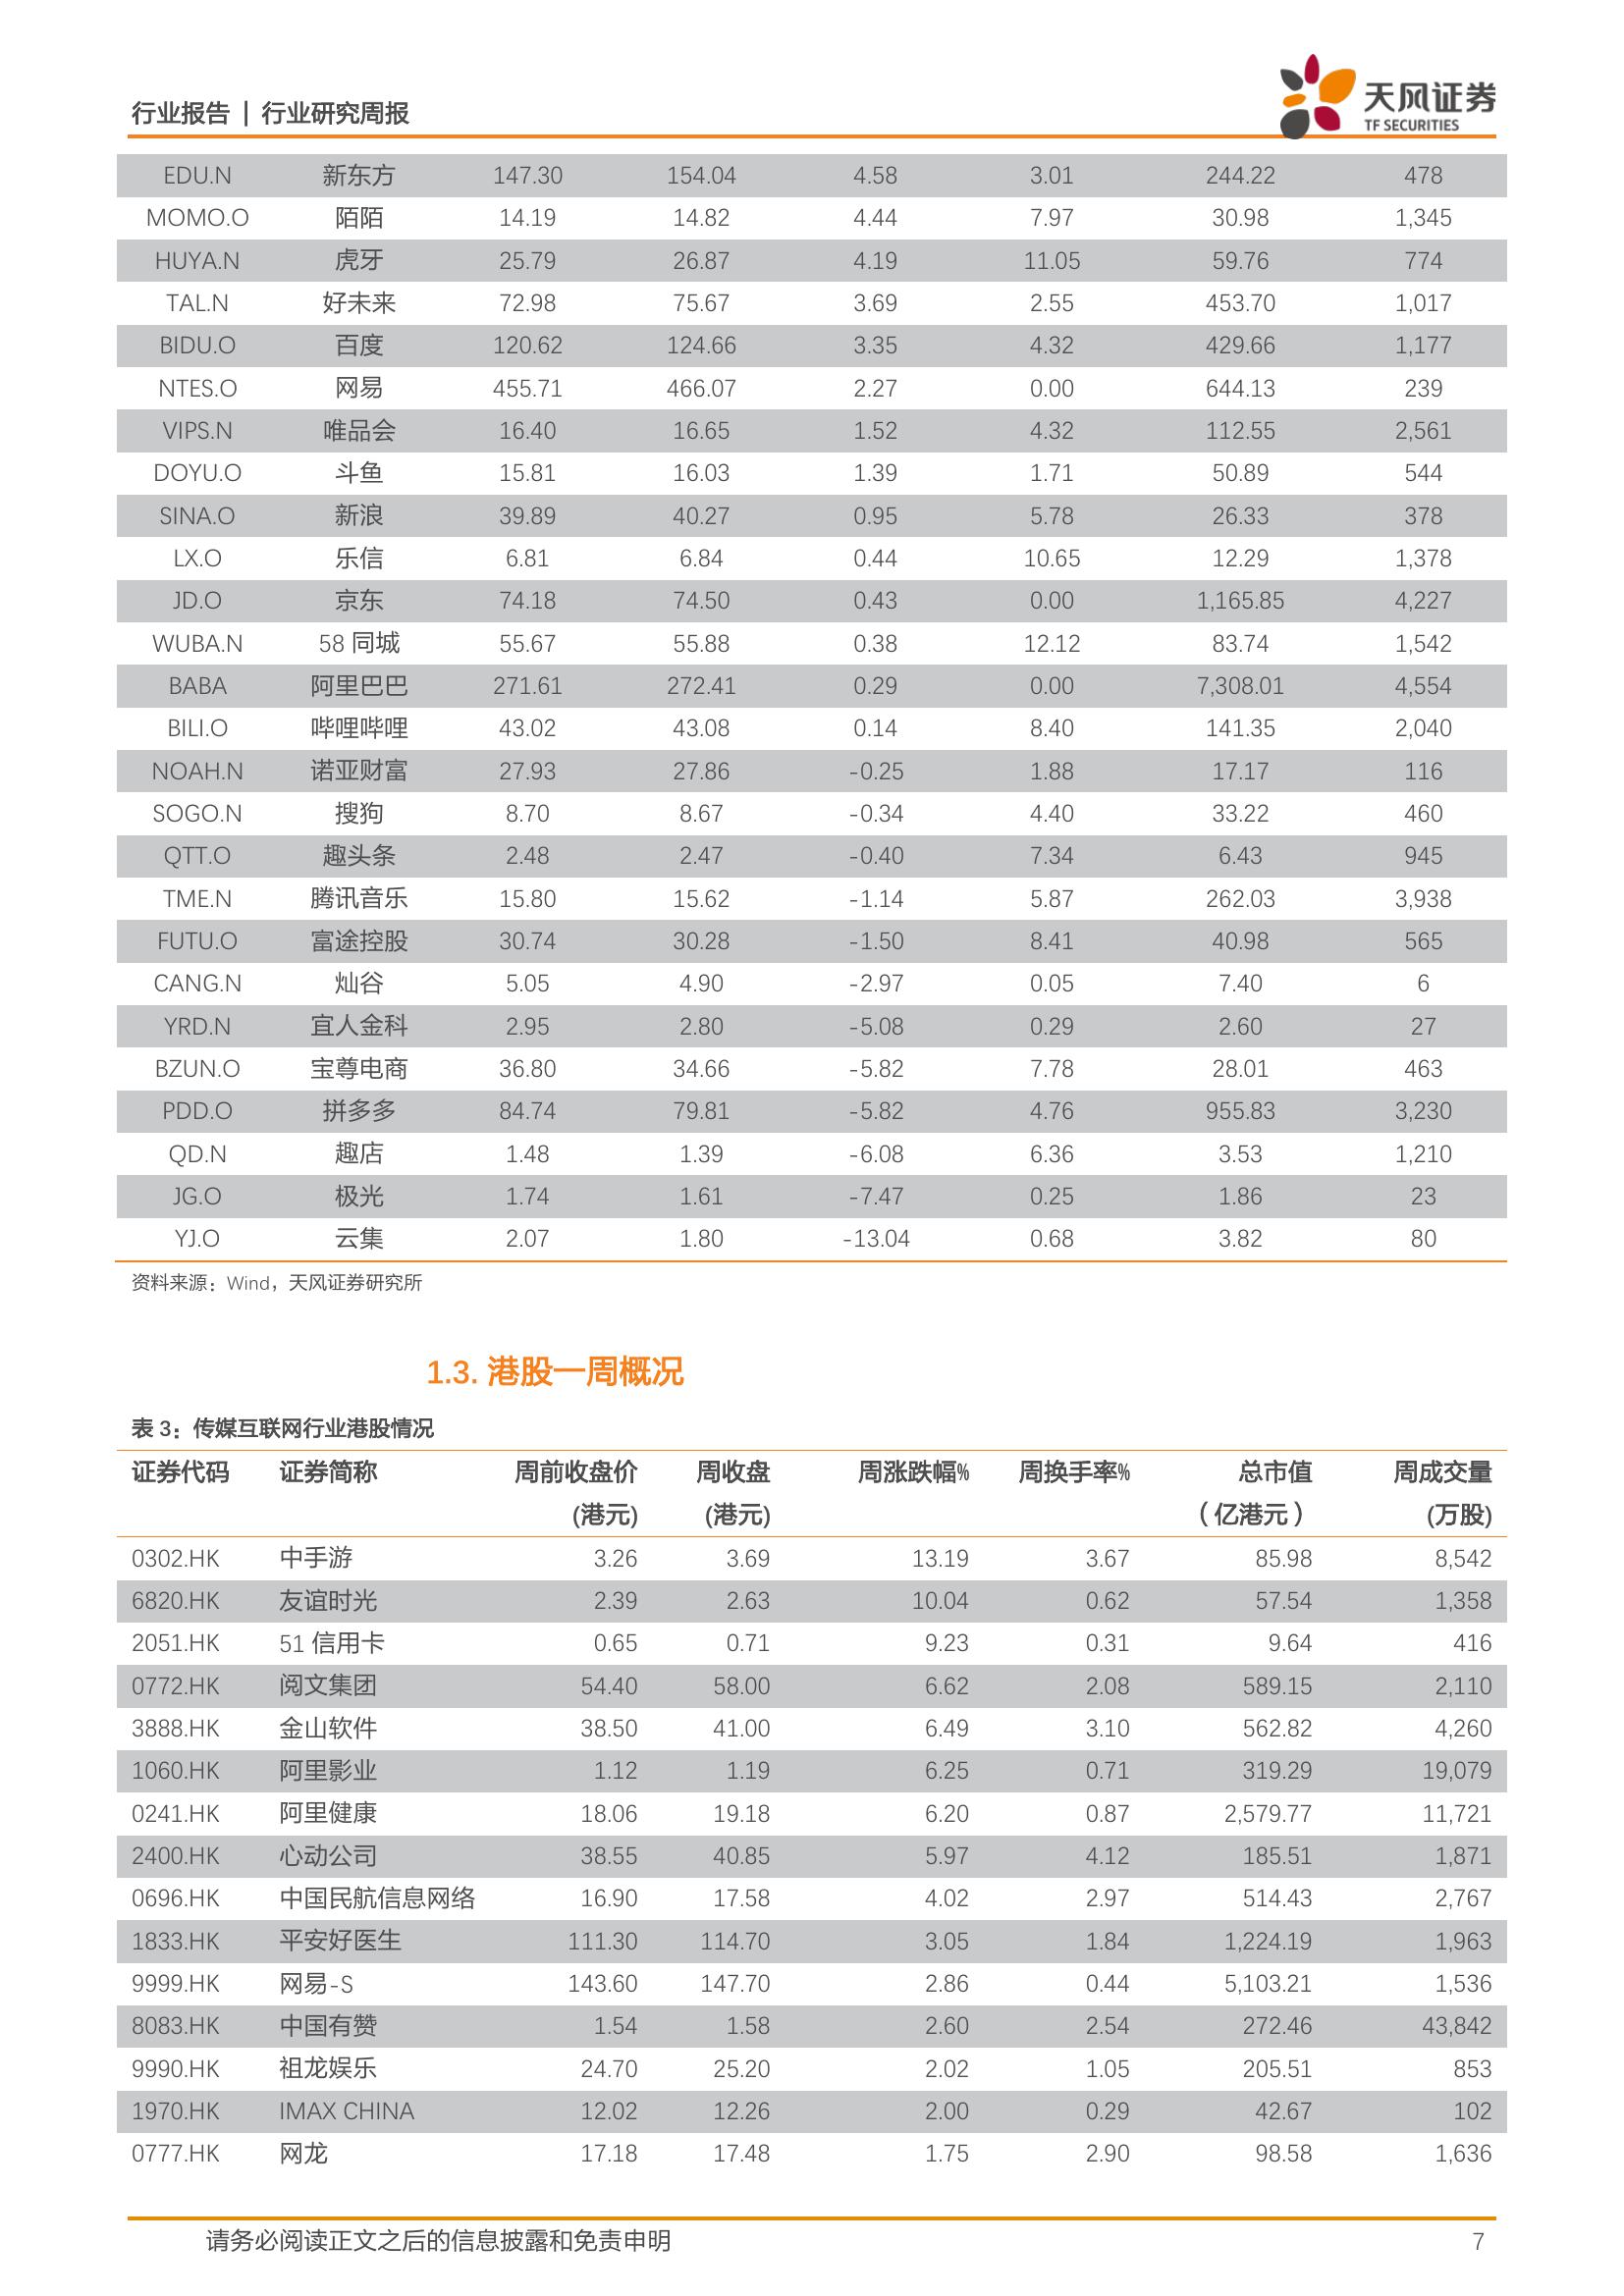 行业报告 | 行业研究周报
天风证券
TF SECURITIES
EDU.N 新东方 147.30 154.04 4.58 3.01 244.22 478
MOMO.O 陌陌 14.19 14.82 4.44 7.97 30.98 1,345
HUYA.N 虎牙 25.79 26.87 4.19 11.05 59.76 774
TAL.N 好未来 72.98 75.67 3.69 2.55 453.70 1,017
BIDU.O 百度 120.62 124.66 3.35 4.32 429.66 1,177
NTES.O 网易 455.71 466.07 2.27 0.00 644.13 239
VIPS.N 唯品会 16.40 16.65 1.52 4.32 112.55 2,561
DOYU.O 斗鱼 15.81 16.03 1.39 1.71 50.89 544
SINA.O 新浪 39.89 40.27 0.95 5.78 26.33 378
LX.O 乐信 6.81 6.84 0.44 10.65 12.29 1,378
JD.O 京东 74.18 74.50 0.43 0.00 1,165.85 4,227
WUBA.N 58 同城 55.67 55.88 0.38 12.12 83.74 1,542
BABA 阿里巴巴 271.61 272.41 0.29 0.00 7,308.01 4,554
BILI.O 哔哩哔哩 43.02 43.08 0.14 8.40 141.35 2,040
NOAH.N 诺亚财富 27.93 27.86 -0.25 1.88 17.17 116
SOGO.N 搜狗 8.70 8.67 -0.34 4.40 33.22 460
QTT.O 趣头条 2.48 2.47 -0.40 7.34 6.43 945
TME.N 腾讯音乐 15.80 15.62 -1.14 5.87 262.03 3,938
FUTU.O 富途控股 30.74 30.28 -1.50 8.41 40.98 565
CANG.N 灿谷 5.05 4.90 -2.97 0.05 7.40 6
YRD.N 宜人金科 2.95 2.80 -5.08 0.29 2.60 27
BZUN.O 宝尊电商 36.80 34.66 -5.82 7.78 28.01 463
PDD.O 拼多多 84.74 79.81 -5.82 4.76 955.83 3,230
QD.N 趣店 1.48 1.39 -6.08 6.36 3.53 1,210
JG.O 极光 1.74 1.61 -7.47 0.25 1.86 23
YJ.O 云集 2.07 1.80 -13.04 0.68 3.82 80
资料来源：Wind，天风证券研究所
1.3. 港股一周概况
表 3：传媒互联网行业港股情况
证券代码 证券简称 周前收盘价 周收盘 周涨跌幅% 周换手率% 总市值 周成交量
(港元) (港元) （亿港元） (万股)
0302.HK 中手游 3.26 3.69 13.19 3.67 85.98 8,542
6820.HK 友谊时光 2.39 2.63 10.04 0.62 57.54 1,358
2051.HK 51 信用卡 0.65 0.71 9.23 0.31 9.64 416
0772.HK 阅文集团 54.40 58.00 6.62 2.08 589.15 2,110
3888.HK 金山软件 38.50 41.00 6.49 3.10 562.82 4,260
1060.HK 阿里影业 1.12 1.19 6.25 0.71 319.29 19,079
0241.HK 阿里健康 18.06 19.18 6.20 0.87 2,579.77 11,721
2400.HK 心动公司 38.55 40.85 5.97 4.12 185.51 1,871
0696.HK 中国民航信息网络 16.90 17.58 4.02 2.97 514.43 2,767
1833.HK 平安好医生 111.30 114.70 3.05 1.84 1,224.19 1,963
9999.HK 网易-S 143.60 147.70 2.86 0.44 5,103.21 1,536
8083.HK 中国有赞 1.54 1.58 2.60 2.54 272.46 43,842
9990.HK 祖龙娱乐 24.70 25.20 2.02 1.05 205.51 853
1970.HK IMAX CHINA 12.02 12.26 2.00 0.29 42.67 102
0777.HK 网龙 17.18 17.48 1.75 2.90 98.58 1,636
请务必阅读正文之后的信息披露和免责申明 7